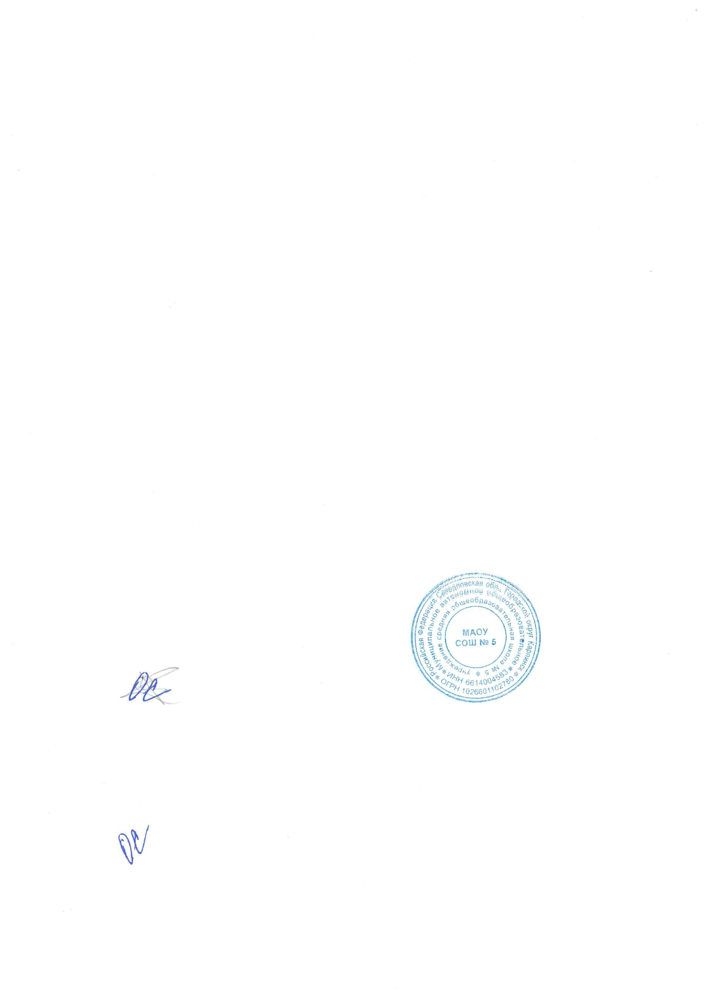 российская Федерация Свердловская обл., Городской округ Карпинск * ОГРН 1026601102780 *
Муниципальное автономное общеобразовательное * ИНН 6614004583 *
учреждение средняя общеобразовательная школа № 5 *
МАОУ
СОШ № 5